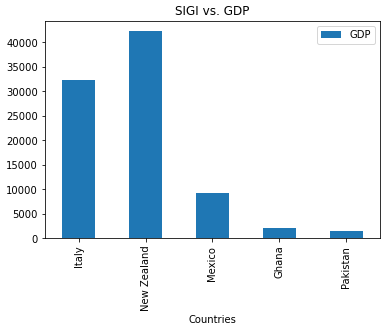 SIGI vs. GDP
GDP
40000
35000
30000
25000
20000
15000
10000
5000
0
Italy
New Zealand
Mexico
Ghana
Pakistan
Countries